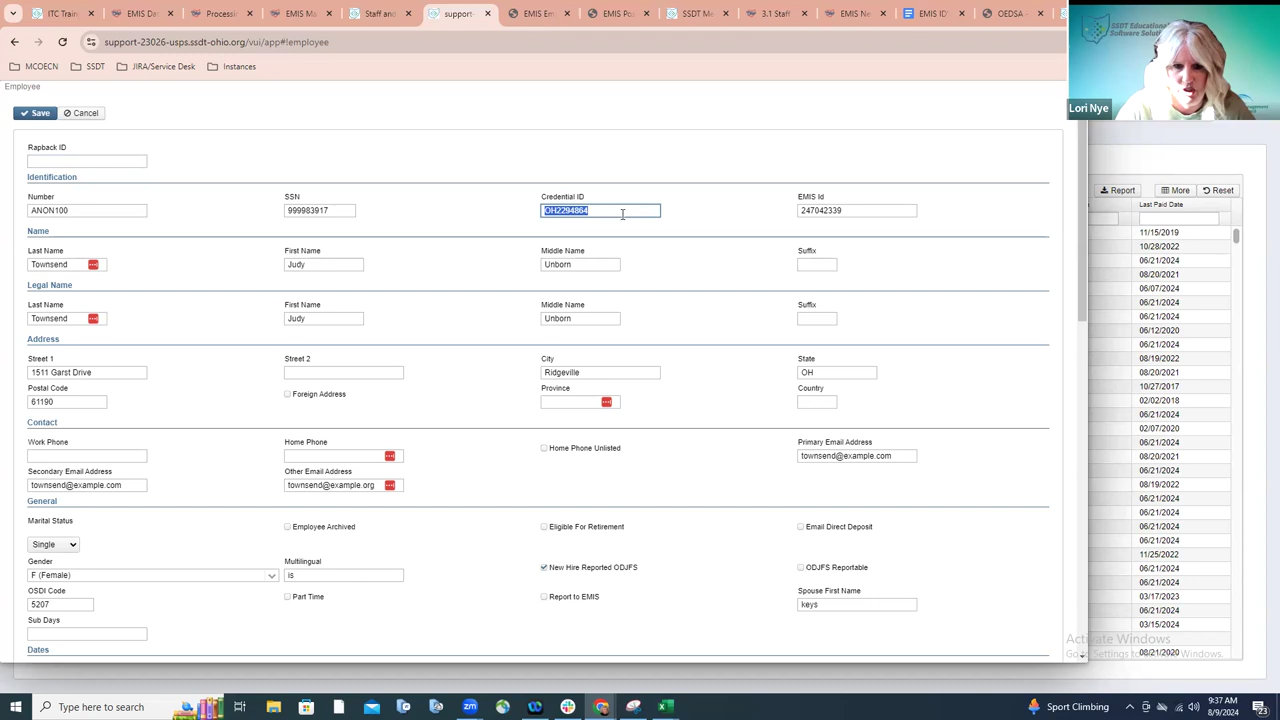 ITC Train
EMIS Dan
Processin
EMIS Ma
Staff and
support-
EMIS Em
EMIS Pos
SSDT Me
3.1 Staff
EMIS Ne
EMIS ID'
OEDSA -
support-23026-usps.ssdt-ohio.org/vui/app#!employee
MCOECN
SSDT
JIRA/Service Desk
Instances
SSDT Educational
Software Solutions
Lori Nye
Employee
Save
Cancel
Rapback ID
Identification
Number
SSN
Credential ID
EMIS Id
ANON100
999983917
OH2294864
247042339
Name
Last Name
First Name
Middle Name
Suffix
Townsend
Judy
Unborn
Legal Name
Last Name
First Name
Middle Name
Suffix
Townsend
Judy
Unborn
Address
Street 1
Street 2
City
State
1511 Garst Drive
Ridgeville
OH
Postal Code
Foreign Address
Province
Country
61190
Contact
Work Phone
Home Phone
Home Phone Unlisted
Primary Email Address
townsend@example.com
Secondary Email Address
Other Email Address
townsend@example.com
townsend@example.org
General
Marital Status
Employee Archived
Eligible For Retirement
Email Direct Deposit
Single
Gender
Multilingual
New Hire Reported ODJFS
ODJFS Reportable
F (Female)
is
OSDI Code
Part Time
Report to EMIS
Spouse First Name
5207
keys
Sub Days
Dates
Report
More
Reset
Last Paid Date
11/15/2019
10/28/2022
06/21/2024
08/20/2021
06/07/2024
06/21/2024
06/21/2024
06/12/2020
06/21/2024
08/19/2022
08/20/2021
10/27/2017
02/02/2018
06/21/2024
02/07/2020
06/21/2024
08/20/2021
06/21/2024
08/19/2022
06/21/2024
06/21/2024
06/21/2024
06/21/2024
11/25/2022
06/21/2024
06/21/2024
03/17/2023
06/21/2024
03/15/2024
08/21/2020
Activate Windows
Go to Settings to activate Windows.
Type here to search
Sport Climbing
9:37 AM
8/9/2024
23